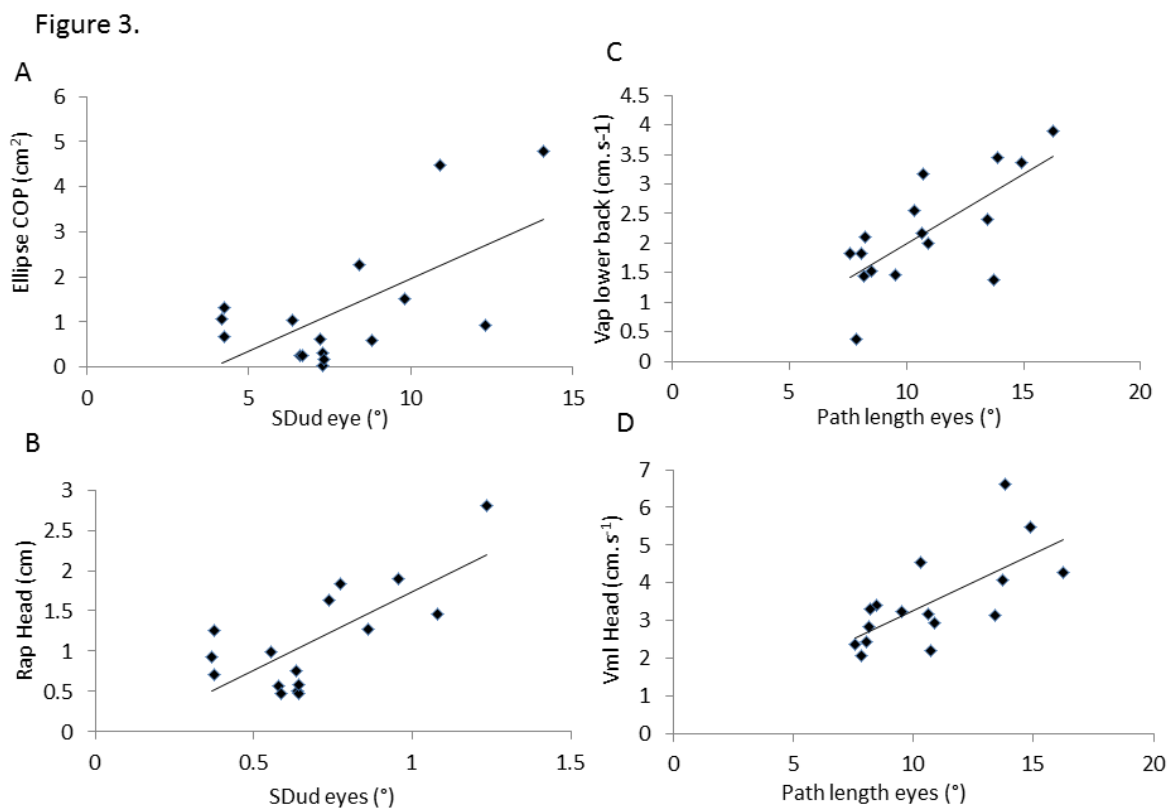 Figure 3.
A
Ellipse COP (cm²)
6
5
4
3
2
1
0
0 5 10 15
SDud eye (°)
B
Rap Head (cm)
3
2.5
2
1.5
1
0.5
0
0 0.5 1 1.5
SDud eyes (°)
C
Vap lower back (cm.s-1)
4.5
4
3.5
3
2.5
2
1.5
1
0.5
0
0 5 10 15 20
Path length eyes (°)
D
Vml Head (cm.s⁻¹)
7
6
5
4
3
2
1
0
0 5 10 15 20
Path length eyes (°)